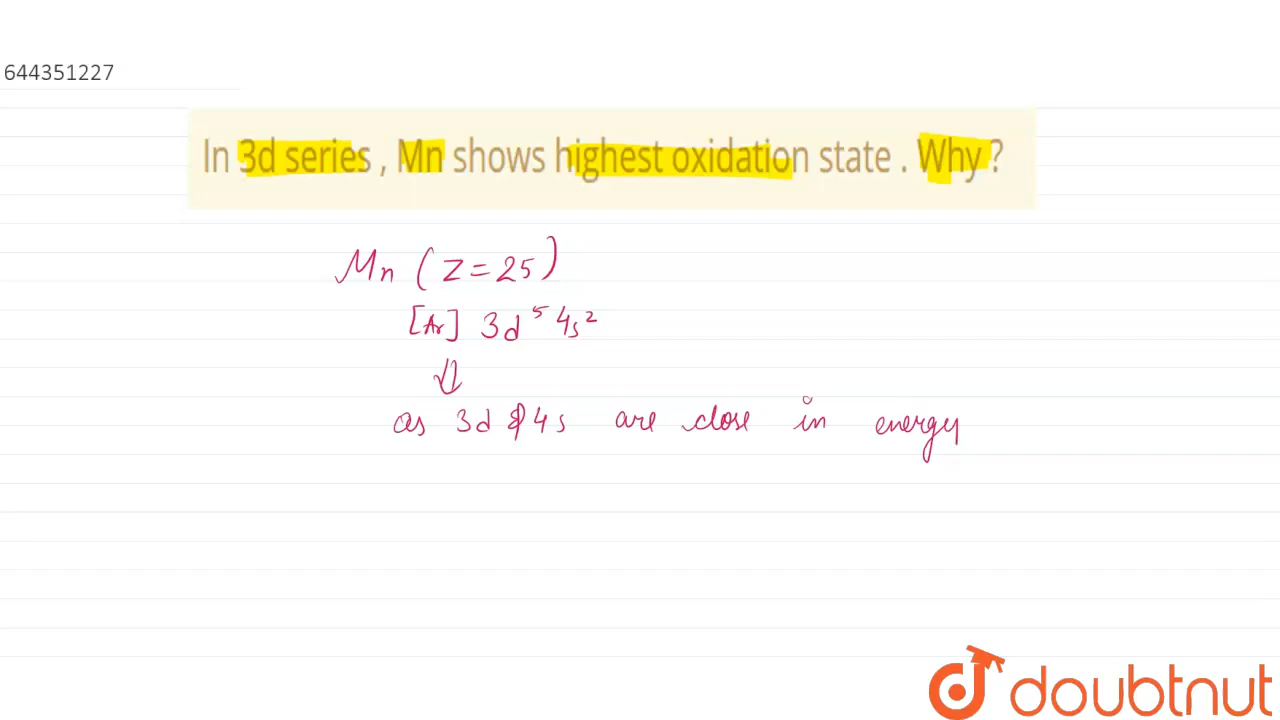 644351227
In 3d series , Mn shows highest oxidation state . Why ?
Mn (Z=25)
[Ar] 3d⁵ 4s²
as 3d & 4s are close in energy
doubtnut